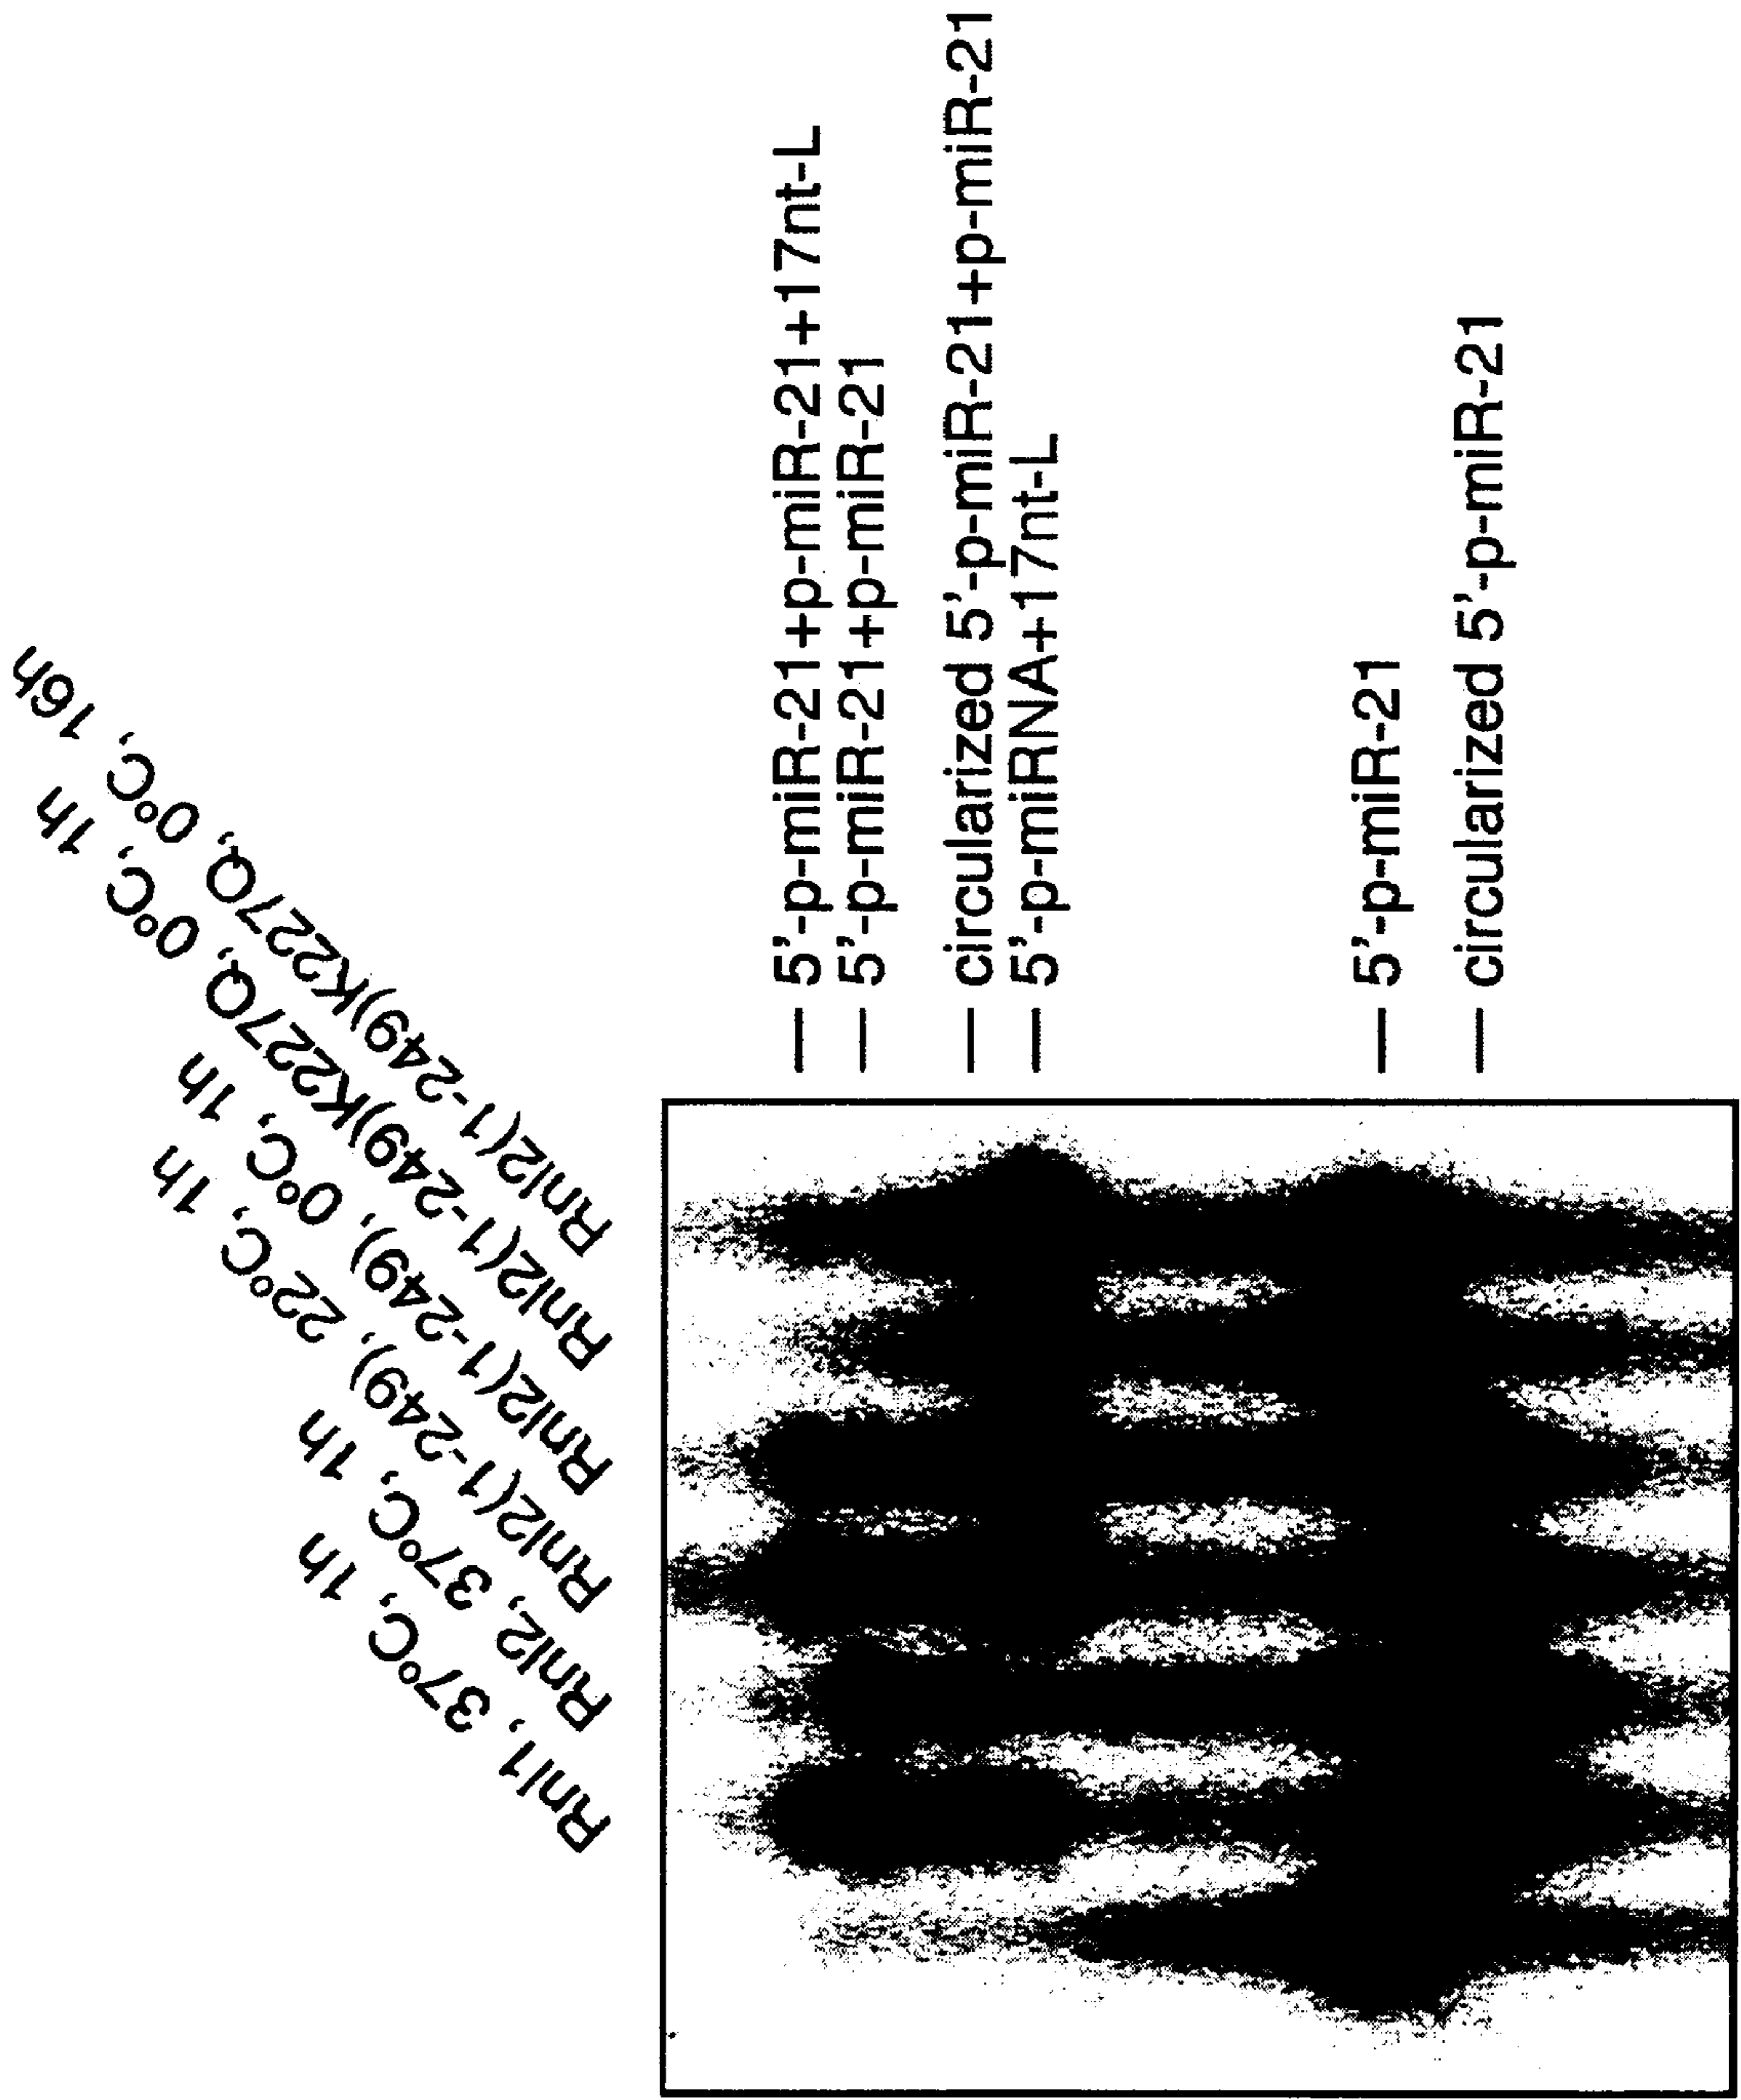 Rnl1, 37°C, 1h
Rnl2, 37°C, 1h
Rnl2(1-249), 22°C, 1h
Rnl2(1-249), 0°C, 1h
Rnl2(1-249)K227Q, 0°C, 1h
Rnl2(1-249)K227Q, 0°C, 16h
5'-p-miR-21+p-miR-21+17nt-L
5'-p-miR-21+p-miR-21
circularized 5'-p-miR-21+p-miR-21
5'-p-miRNA+17nt-L
5'-p-miR-21
circularized 5'-p-miR-21